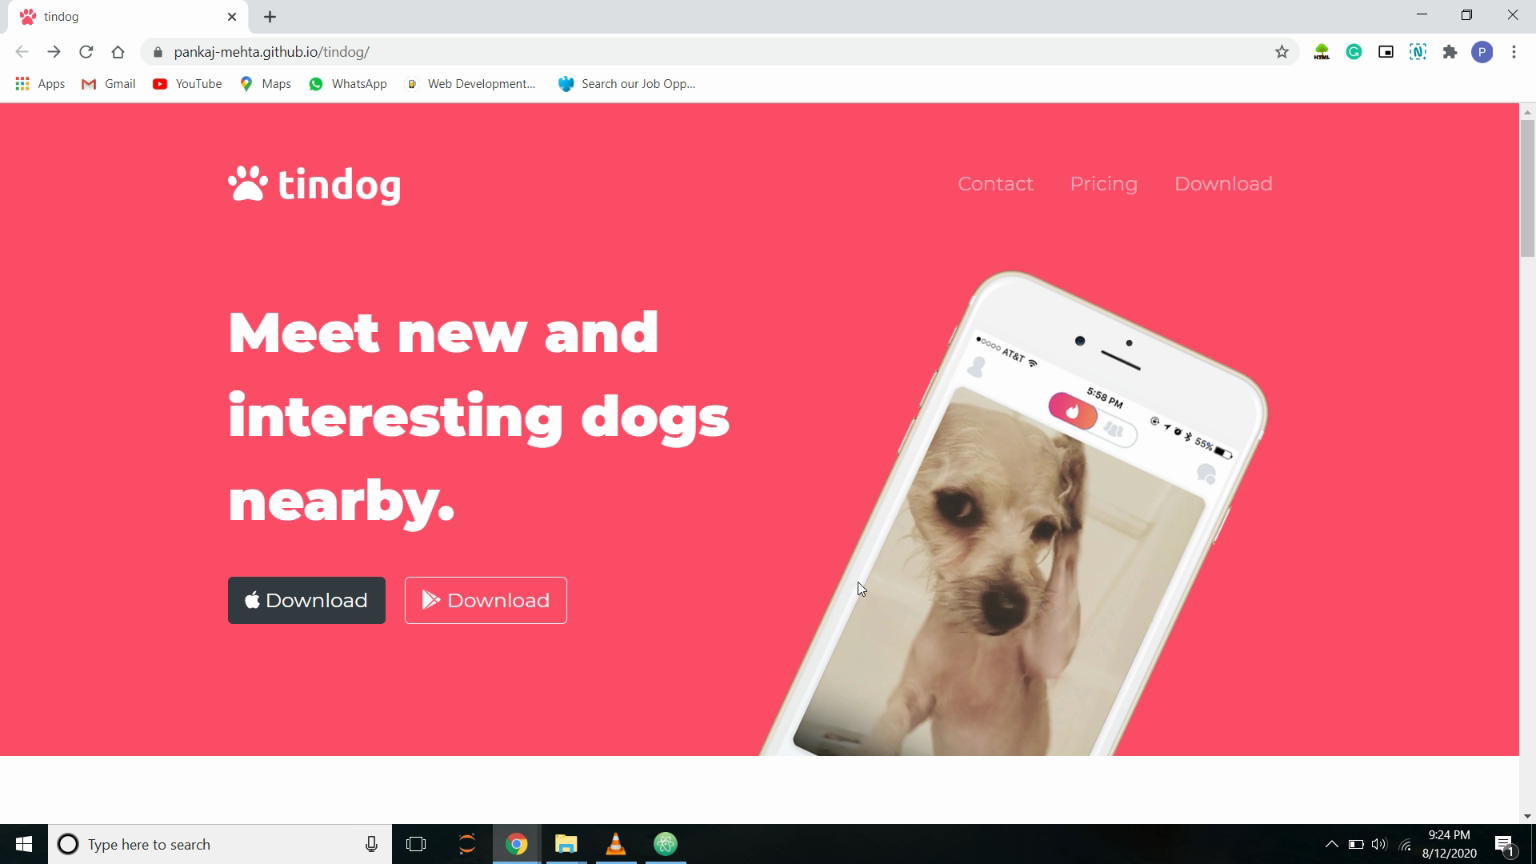 tindog
pankaj-mehta.github.io/tindog/
HTML
N
P
Apps
Gmail
YouTube
Maps
WhatsApp
Web Development...
Search our Job Opp...
tindog
Contact
Pricing
Download
Meet new and
interesting dogs
nearby.
Download
Download
AT&T
5:58 PM
55%
Type here to search
9:24 PM
8/12/2020
1